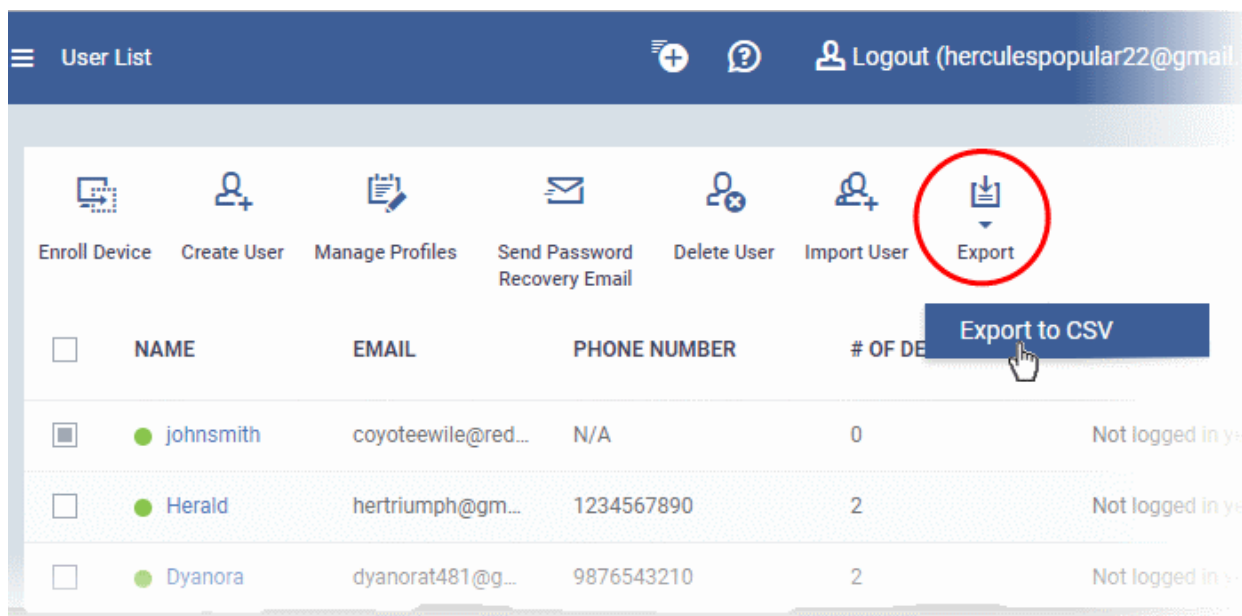 User List
Logout (herculespopular22@gmail.
Enroll Device Create User Manage Profiles Send Password Recovery Email Delete User Import User Export
Export to CSV
NAME EMAIL PHONE NUMBER # OF DE
johnsmith coyoteewile@red... N/A 0 Not logged in
Herald hertriumph@gm... 1234567890 2 Not logged in
Dyanora dyanorat481@g... 9876543210 2 Not logged in